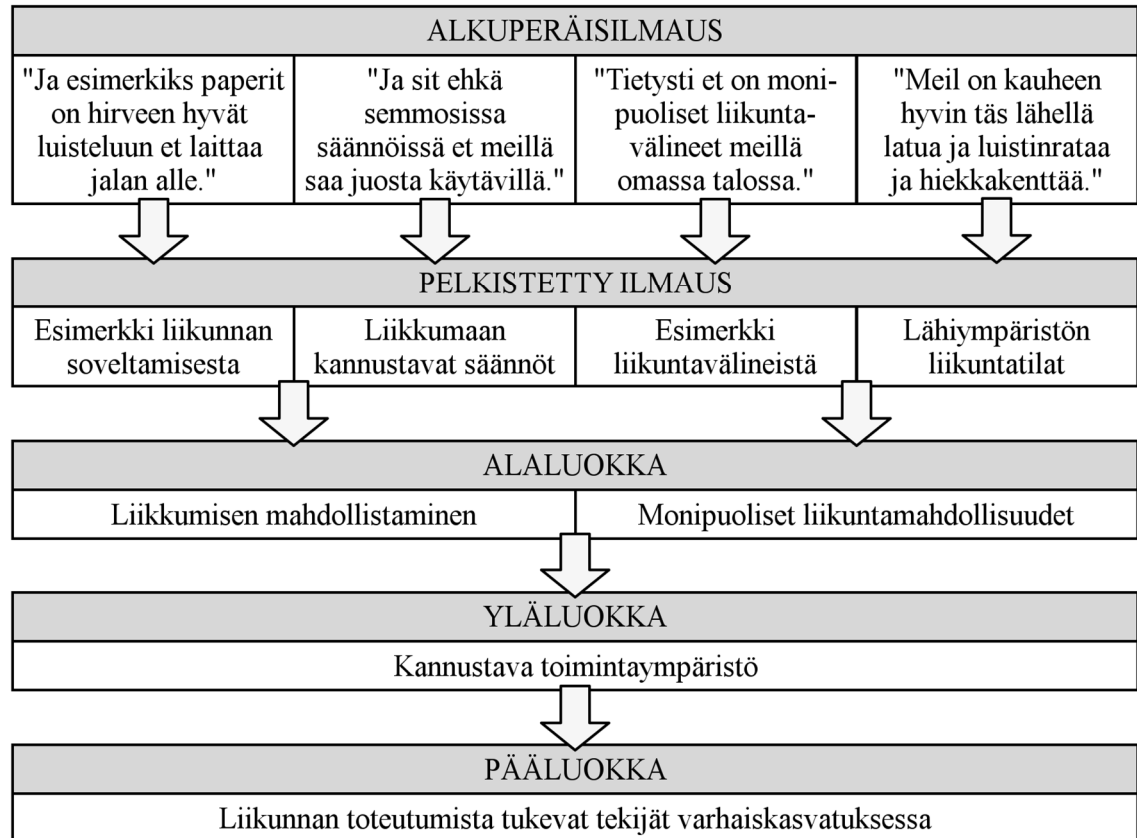 ALKUPERÄISILMAUS
"Ja esimerkiks paperit
on hirveen hyvät
luisteluun et laittaa
jalan alle."
"Ja sit ehkä
semmosissa
säännöissä et meillä
saa juosta käytävillä."
"Tietysti et on moni-
puoliset liikunta-
välineet meillä
omassa talossa."
"Meil on kauheen
hyvin täs lähellä
latua ja luistinrataa
ja hiekkakenttää."
PELKISTETTY ILMAUS
Esimerkki liikunnan
soveltamisesta
Liikkumaan
kannustavat säännöt
Esimerkki
liikuntavälineistä
Lähiympäristön
liikuntatilat
ALALUOKKA
Liikkumisen mahdollistaminen
Monipuoliset liikuntamahdollisuudet
YLÄLUOKKA
Kannustava toimintaympäristö
PÄÄLUOKKA
Liikunnan toteutumista tukevat tekijät varhaiskasvatuksessa